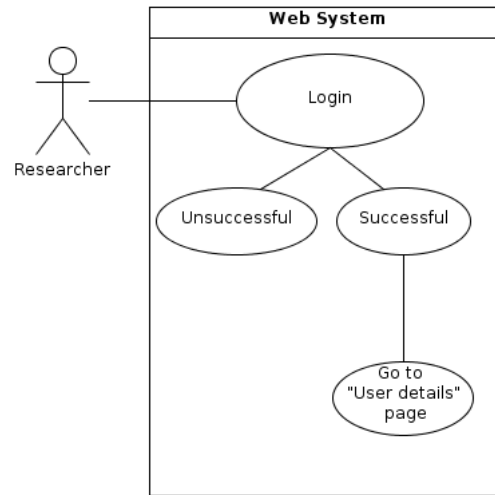 Web System
Login
Researcher
Unsuccessful
Successful
Go to
"User details"
page